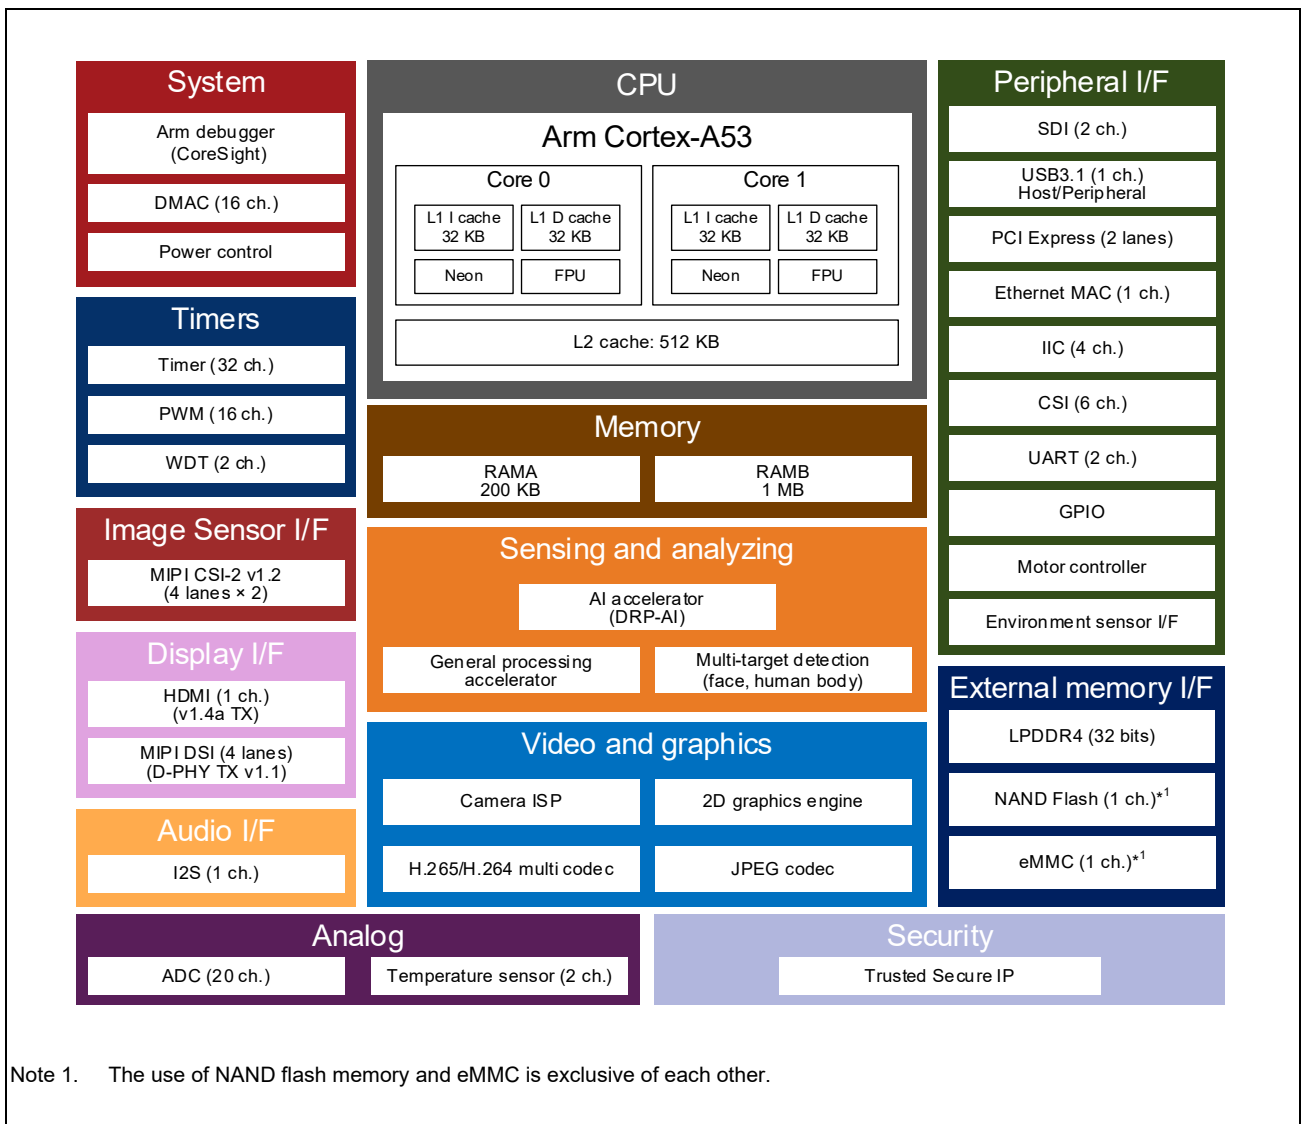 System
Arm debugger
(CoreSight)
DMAC (16 ch.)
Power control
Timers
Timer (32 ch.)
PWM (16 ch.)
WDT (2 ch.)
Image Sensor I/F
MIPI CSI-2 v1.2
(4 lanes × 2)
Display I/F
HDMI (1 ch.)
(v1.4a TX)
MIPI DSI (4 lanes)
(D-PHY TX v1.1)
Audio I/F
I2S (1 ch.)
CPU
Arm Cortex-A53
Core 0
L1 I cache
32 KB
L1 D cache
32 KB
Neon
FPU
Core 1
L1 I cache
32 KB
L1 D cache
32 KB
Neon
FPU
L2 cache: 512 KB
Memory
RAMA
200 KB
RAMB
1 MB
Sensing and analyzing
AI accelerator
(DRP-AI)
General processing
accelerator
Multi-target detection
(face, human body)
Video and graphics
Camera ISP
2D graphics engine
H.265/H.264 multi codec
JPEG codec
Peripheral I/F
SDI (2 ch.)
USB3.1 (1 ch.)
Host/Peripheral
PCI Express (2 lanes)
Ethernet MAC (1 ch.)
IIC (4 ch.)
CSI (6 ch.)
UART (2 ch.)
GPIO
Motor controller
Environment sensor I/F
External memory I/F
LPDDR4 (32 bits)
NAND Flash (1 ch.)*1
eMMC (1 ch.)*1
Analog
ADC (20 ch.)
Temperature sensor (2 ch.)
Security
Trusted Secure IP
Note 1. The use of NAND flash memory and eMMC is exclusive of each other.